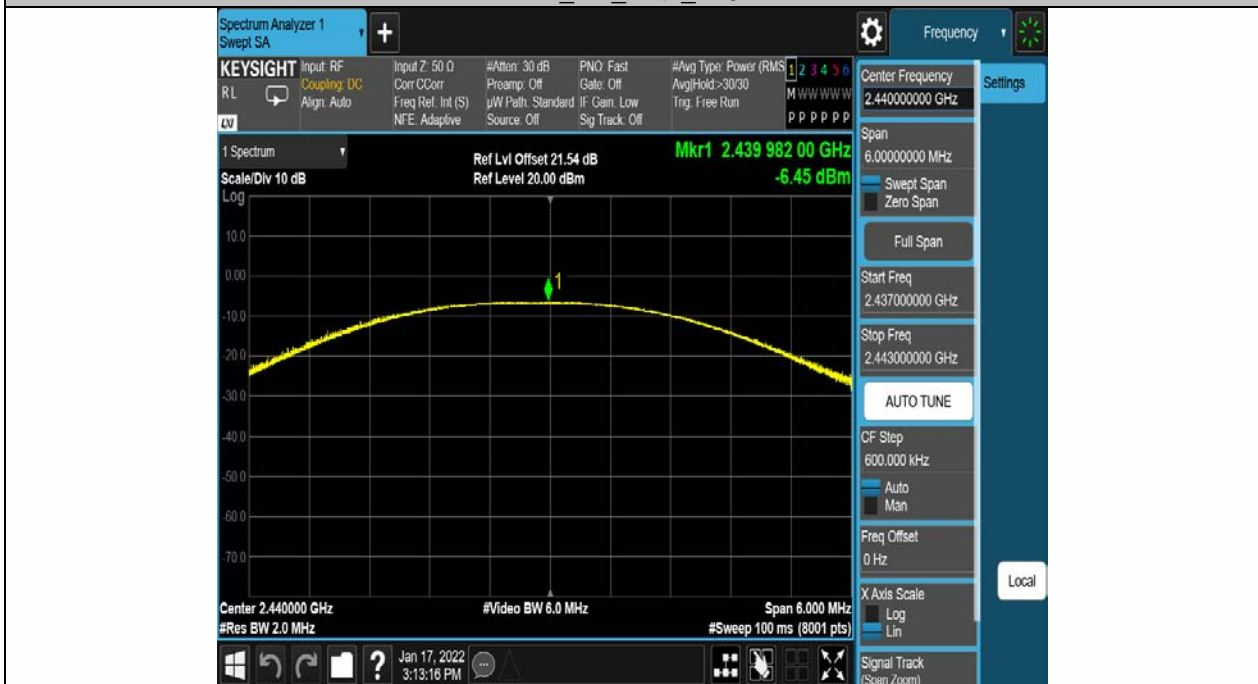 Spectrum Analyzer 1
Swept SA
+
Frequency
KEYSIGHT
RL
LXI
Input: RF
Coupling: DC
Align: Auto
Input Z: 50 Ω
Corr CCorr
Freq Ref: Int (S)
NFE: Adaptive
#Atten: 30 dB
Preamp: Off
µW Path: Standard
Source: Off
PNO: Fast
Gate: Off
IF Gain: Low
Sig Track: Off
#Avg Type: Power (RMS
Avg|Hold:>30/30
Trig: Free Run
1 2 3 4 5 6
M W W W W W
P P P P P P
1 Spectrum
Scale/Div 10 dB
Log
Ref Lvl Offset 21.54 dB
Ref Level 20.00 dBm
Mkr1 2.439 982 00 GHz
-6.45 dBm
1
10.0
0.00
-10.0
-20.0
-30.0
-40.0
-50.0
-60.0
-70.0
Center 2.440000 GHz
#Res BW 2.0 MHz
#Video BW 6.0 MHz
Span 6.000 MHz
#Sweep 100 ms (8001 pts)
Center Frequency
2.440000000 GHz
Settings
Span
6.00000000 MHz
Swept Span
Zero Span
Full Span
Start Freq
2.437000000 GHz
Stop Freq
2.443000000 GHz
AUTO TUNE
CF Step
600.000 kHz
Auto
Man
Freq Offset
0 Hz
X Axis Scale
Log
Lin
Local
Signal Track
(Span Zoom)
?
Jan 17, 2022
3:13:16 PM